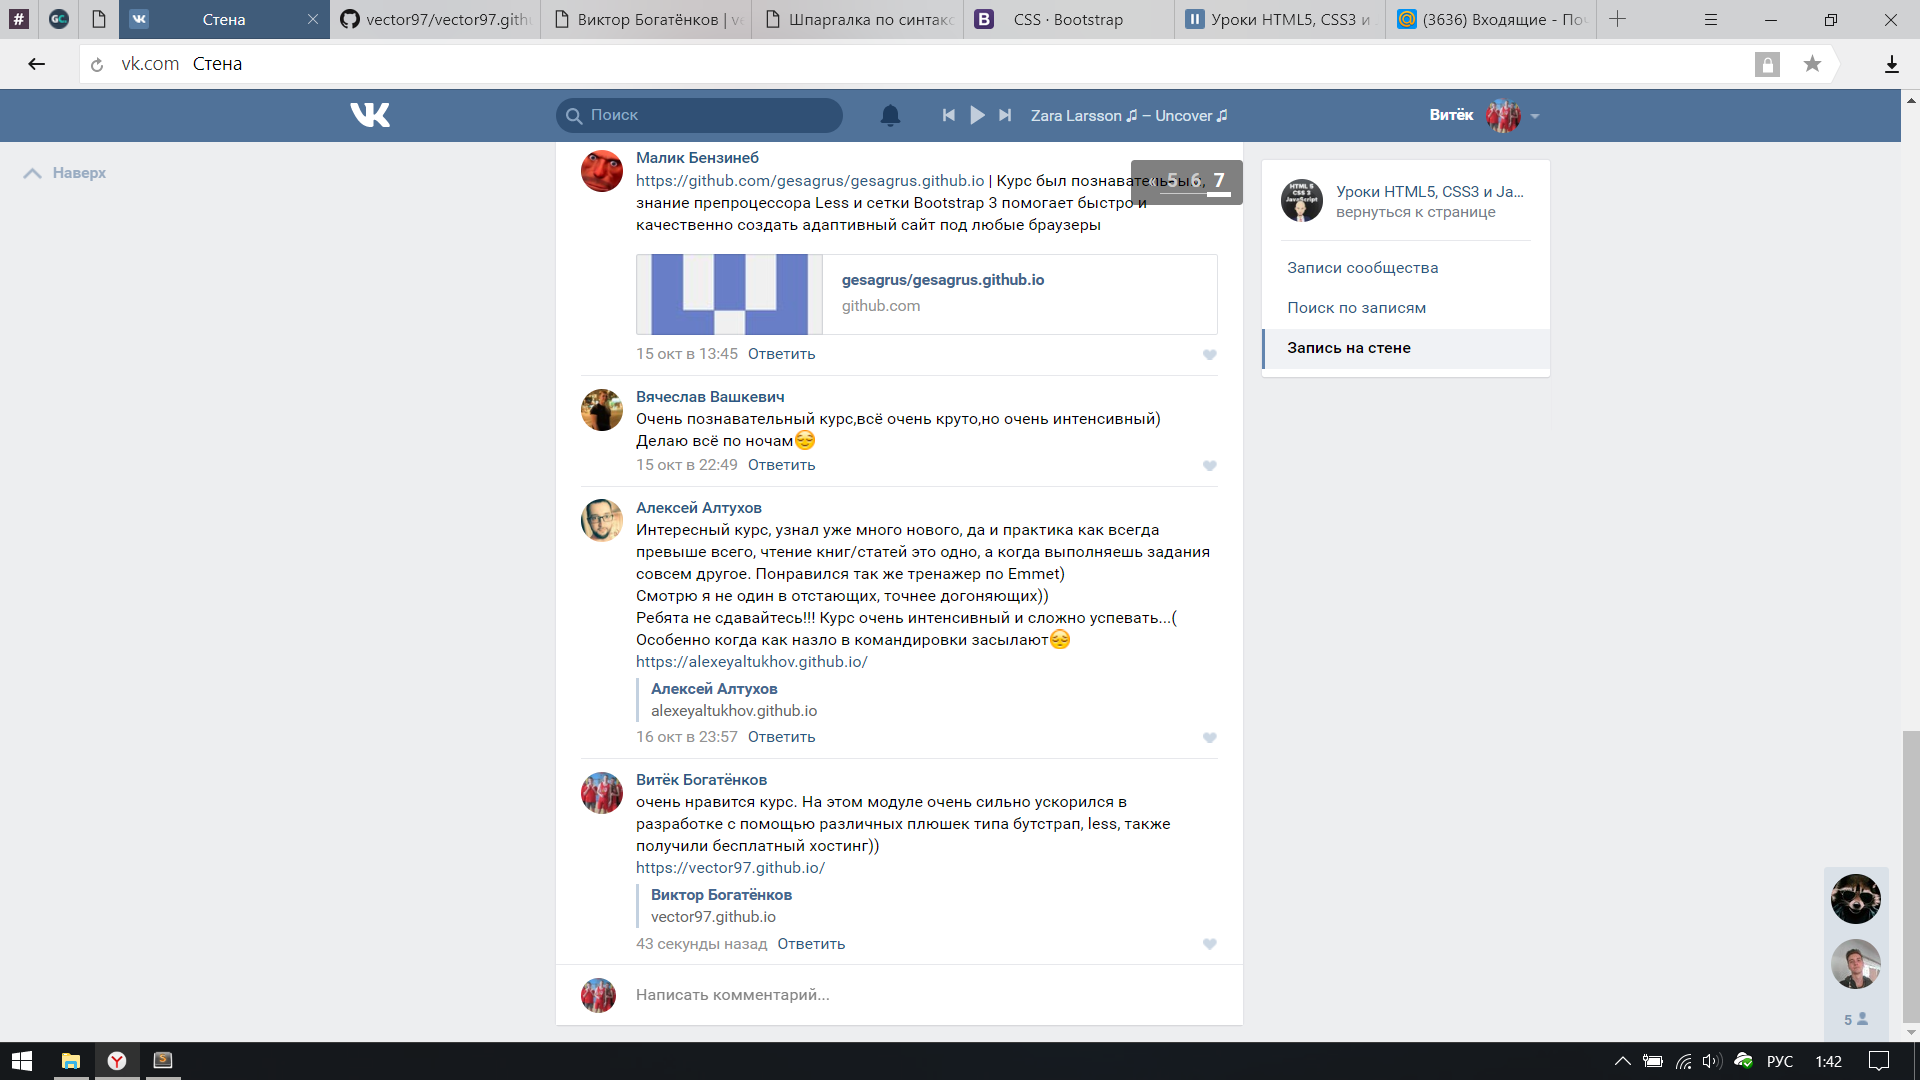 Стена
vector97/vector97.gith
Виктор Богатёнков | ve
Шпаргалка по синтакс
B CSS · Bootstrap
Уроки HTML5, CSS3 и
(3636) Входящие - По
vk.com Стена
Поиск
Zara Larsson ♫ – Uncover ♫
Витёк
Наверх
« 5 6 7
Малик Бензинеб
https://github.com/gesagrus/gesagrus.github.io | Курс был
знание препроцессора Less и сетки Bootstrap 3 помогает быстро и
качественно создать адаптивный сайт под любые браузеры
gesagrus/gesagrus.github.io
github.com
15 окт в 13:45 Ответить
Вячеслав Вашкевич
Очень познавательный курс,всё очень круто,но очень интенсивный)
Делаю всё по ночам😌
15 окт в 22:49 Ответить
Алексей Алтухов
Интересный курс, узнал уже много нового, да и практика как всегда
превыше всего, чтение книг/статей это одно, а когда выполняешь задания
совсем другое. Понравился так же тренажер по Emmet)
Смотрю я не один в отстающих, точнее догоняющих))
Ребята не сдавайтесь!!! Курс очень интенсивный и сложно успевать...(
Особенно когда как назло в командировки засылают😔
https://alexeyaltukhov.github.io/
Алексей Алтухов
alexeyaltukhov.github.io
16 окт в 23:57 Ответить
Витёк Богатёнков
очень нравится курс. На этом модуле очень сильно ускорился в
разработке с помощью различных плюшек типа бутстрап, less, также
получили бесплатный хостинг))
https://vector97.github.io/
Виктор Богатёнков
vector97.github.io
43 секунды назад Ответить
Написать комментарий...
HTML 5
CSS 3
JavaScript
Уроки HTML5, CSS3 и Ja...
вернуться к странице
Записи сообщества
Поиск по записям
Запись на стене
5
РУС 1:42